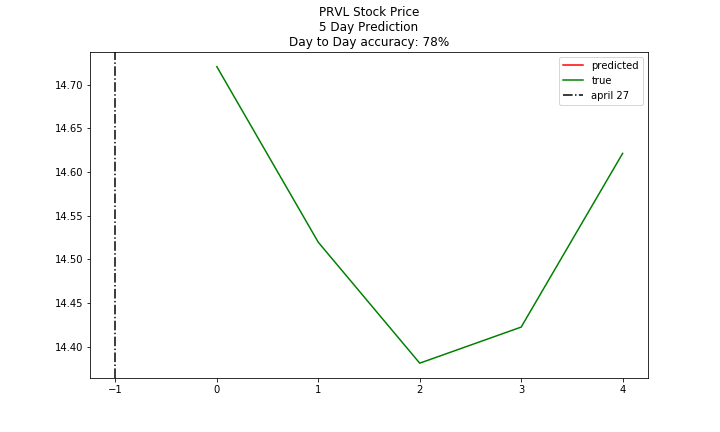 PRVL Stock Price
5 Day Prediction
Day to Day accuracy: 78%
predicted
true
april 27
14.70
14.65
14.60
14.55
14.50
14.45
14.40
−1 0 1 2 3 4